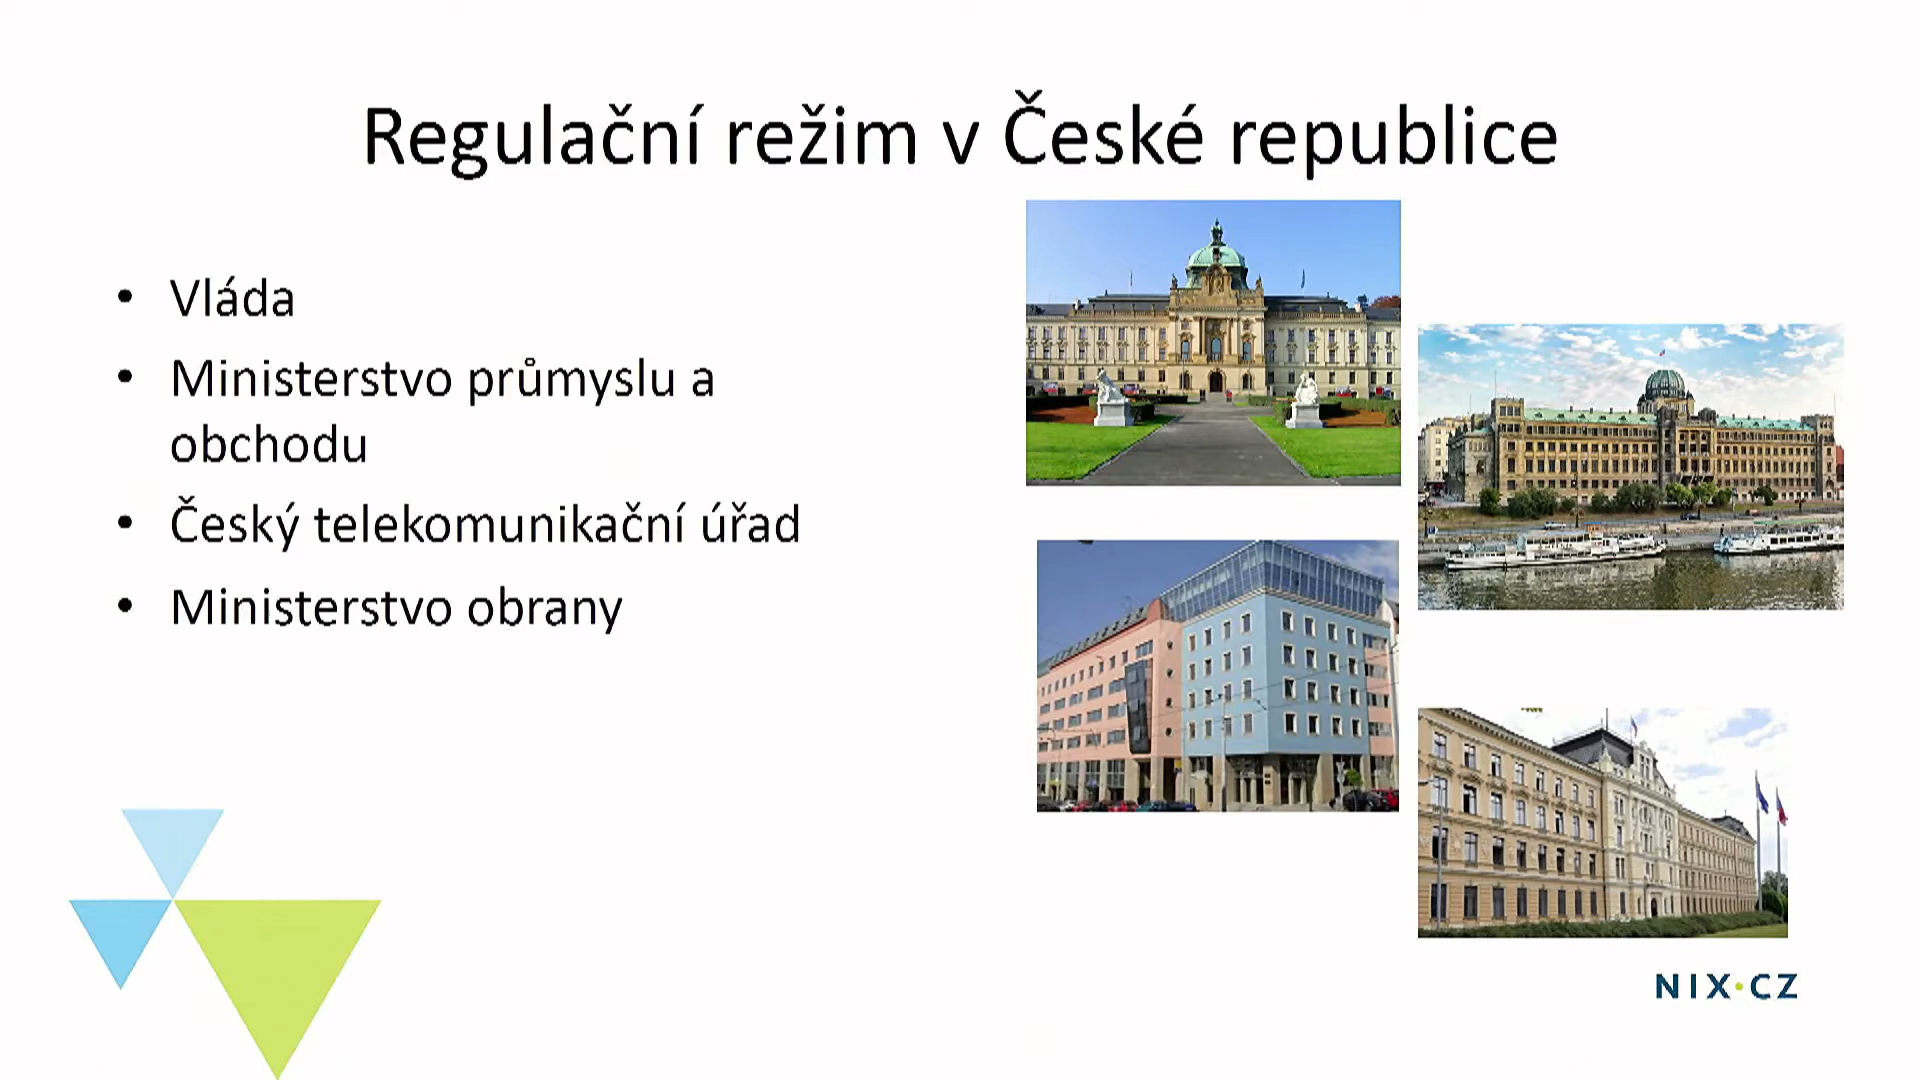 Regulační režim v České republice
• Vláda
• Ministerstvo průmyslu a
obchodu
• Český telekomunikační úřad
• Ministerstvo obrany
NIX.CZ